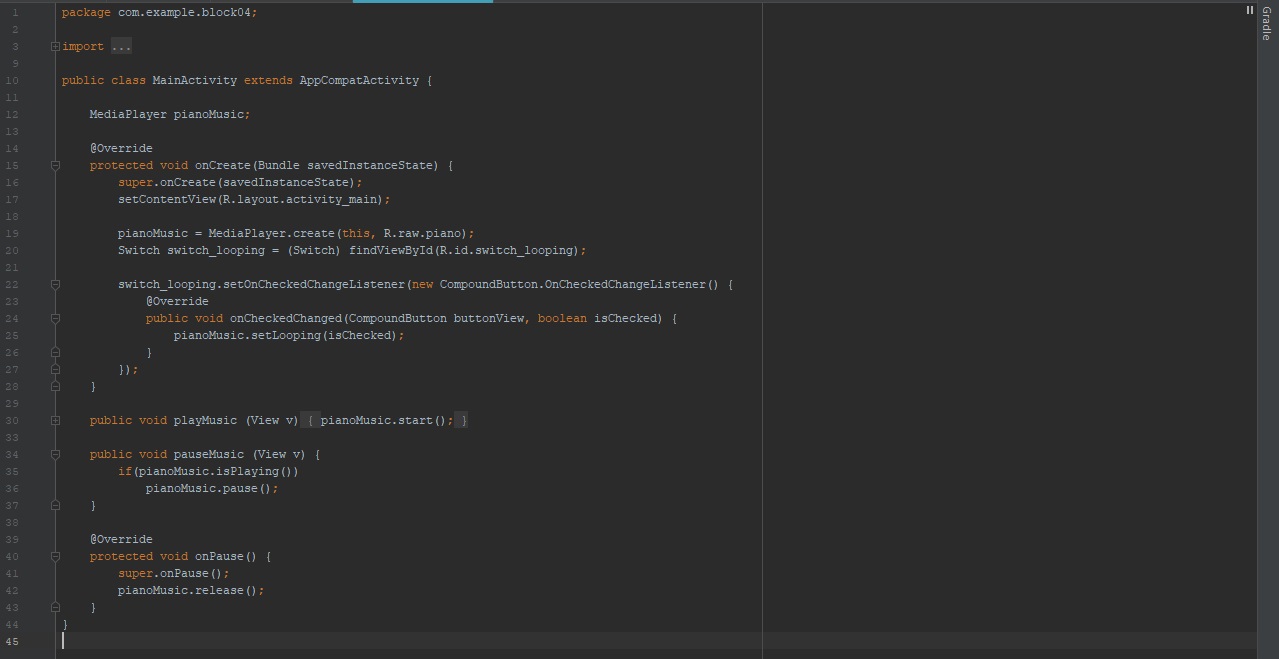 1 package com.example.block04;
2
3 import ...
9
10 public class MainActivity extends AppCompatActivity {
11
12     MediaPlayer pianoMusic;
13
14     @Override
15     protected void onCreate(Bundle savedInstanceState) {
16         super.onCreate(savedInstanceState);
17         setContentView(R.layout.activity_main);
18
19         pianoMusic = MediaPlayer.create(this, R.raw.piano);
20         Switch switch_looping = (Switch) findViewById(R.id.switch_looping);
21
22         switch_looping.setOnCheckedChangeListener(new CompoundButton.OnCheckedChangeListener() {
23             @Override
24             public void onCheckedChanged(CompoundButton buttonView, boolean isChecked) {
25                 pianoMusic.setLooping(isChecked);
26             }
27         });
28     }
29
30     public void playMusic (View v) { pianoMusic.start(); }
33
34     public void pauseMusic (View v) {
35         if(pianoMusic.isPlaying())
36             pianoMusic.pause();
37     }
38
39     @Override
40     protected void onPause() {
41         super.onPause();
42         pianoMusic.release();
43     }
44 }
45
Gradle